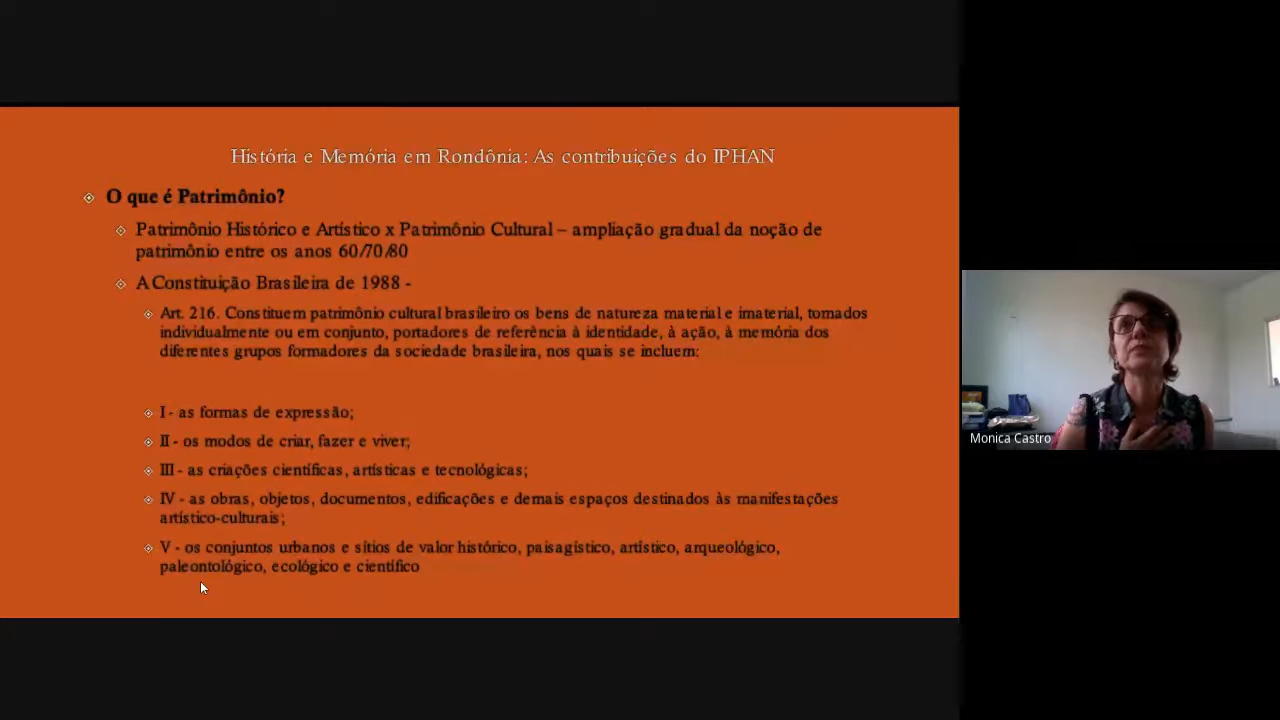 História e Memória em Rondônia: As contribuições do IPHAN
O que é Patrimônio?
Patrimônio Histórico e Artístico x Patrimônio Cultural – ampliação gradual da noção de
patrimônio entre os anos 60/70/80
A Constituição Brasileira de 1988 -
Art. 216. Constituem patrimônio cultural brasileiro os bens de natureza material e imaterial, tomados
individualmente ou em conjunto, portadores de referência à identidade, à ação, à memória dos
diferentes grupos formadores da sociedade brasileira, nos quais se incluem:
I - as formas de expressão;
II - os modos de criar, fazer e viver;
III - as criações científicas, artísticas e tecnológicas;
IV - as obras, objetos, documentos, edificações e demais espaços destinados às manifestações
artístico-culturais;
V - os conjuntos urbanos e sítios de valor histórico, paisagístico, artístico, arqueológico,
paleontológico, ecológico e científico
Monica Castro